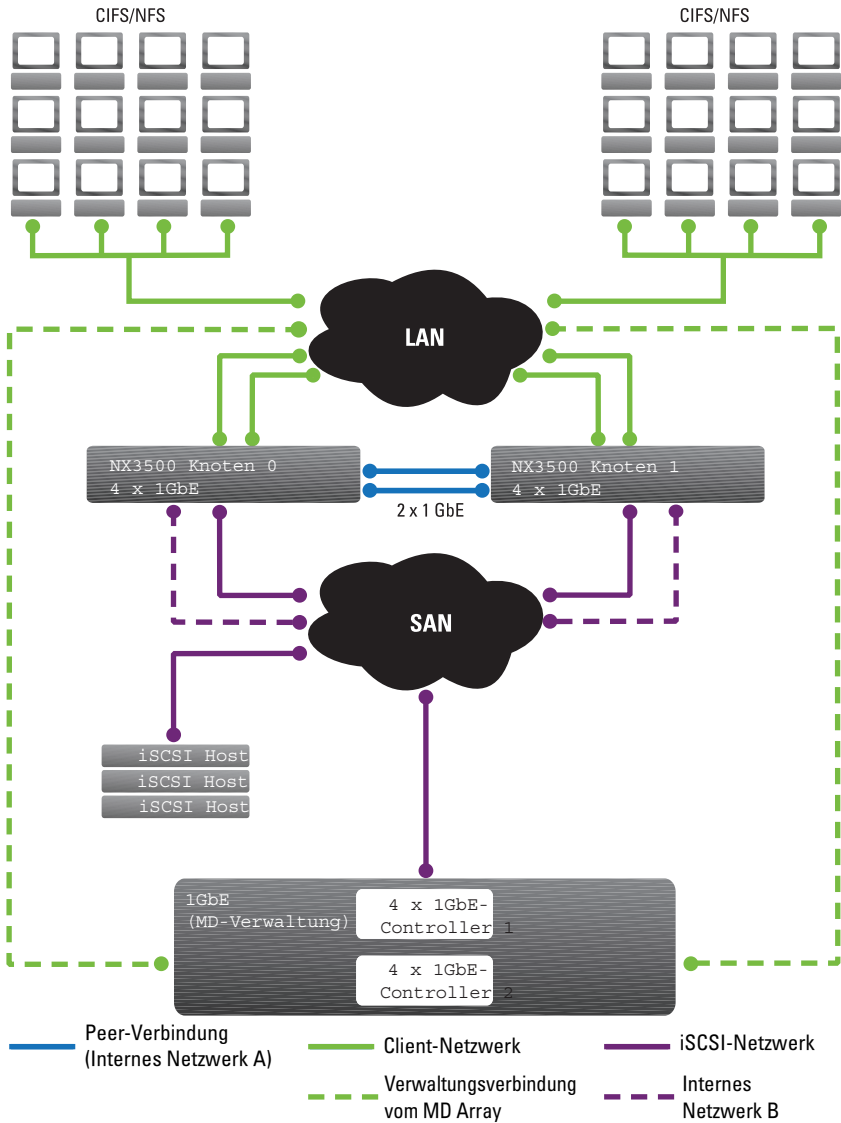 CIFS/NFS
CIFS/NFS
LAN
NX3500 Knoten 0
4 x 1GbE
NX3500 Knoten 1
4 x 1GbE
2 x 1 GbE
SAN
iSCSI Host
iSCSI Host
iSCSI Host
1GbE
(MD-Verwaltung)
4 x 1GbE-
Controller 1
4 x 1GbE-
Controller 2
Peer-Verbindung
(Internes Netzwerk A)
Client-Netzwerk
iSCSI-Netzwerk
Verwaltungsverbindung
vom MD Array
Internes
Netzwerk B